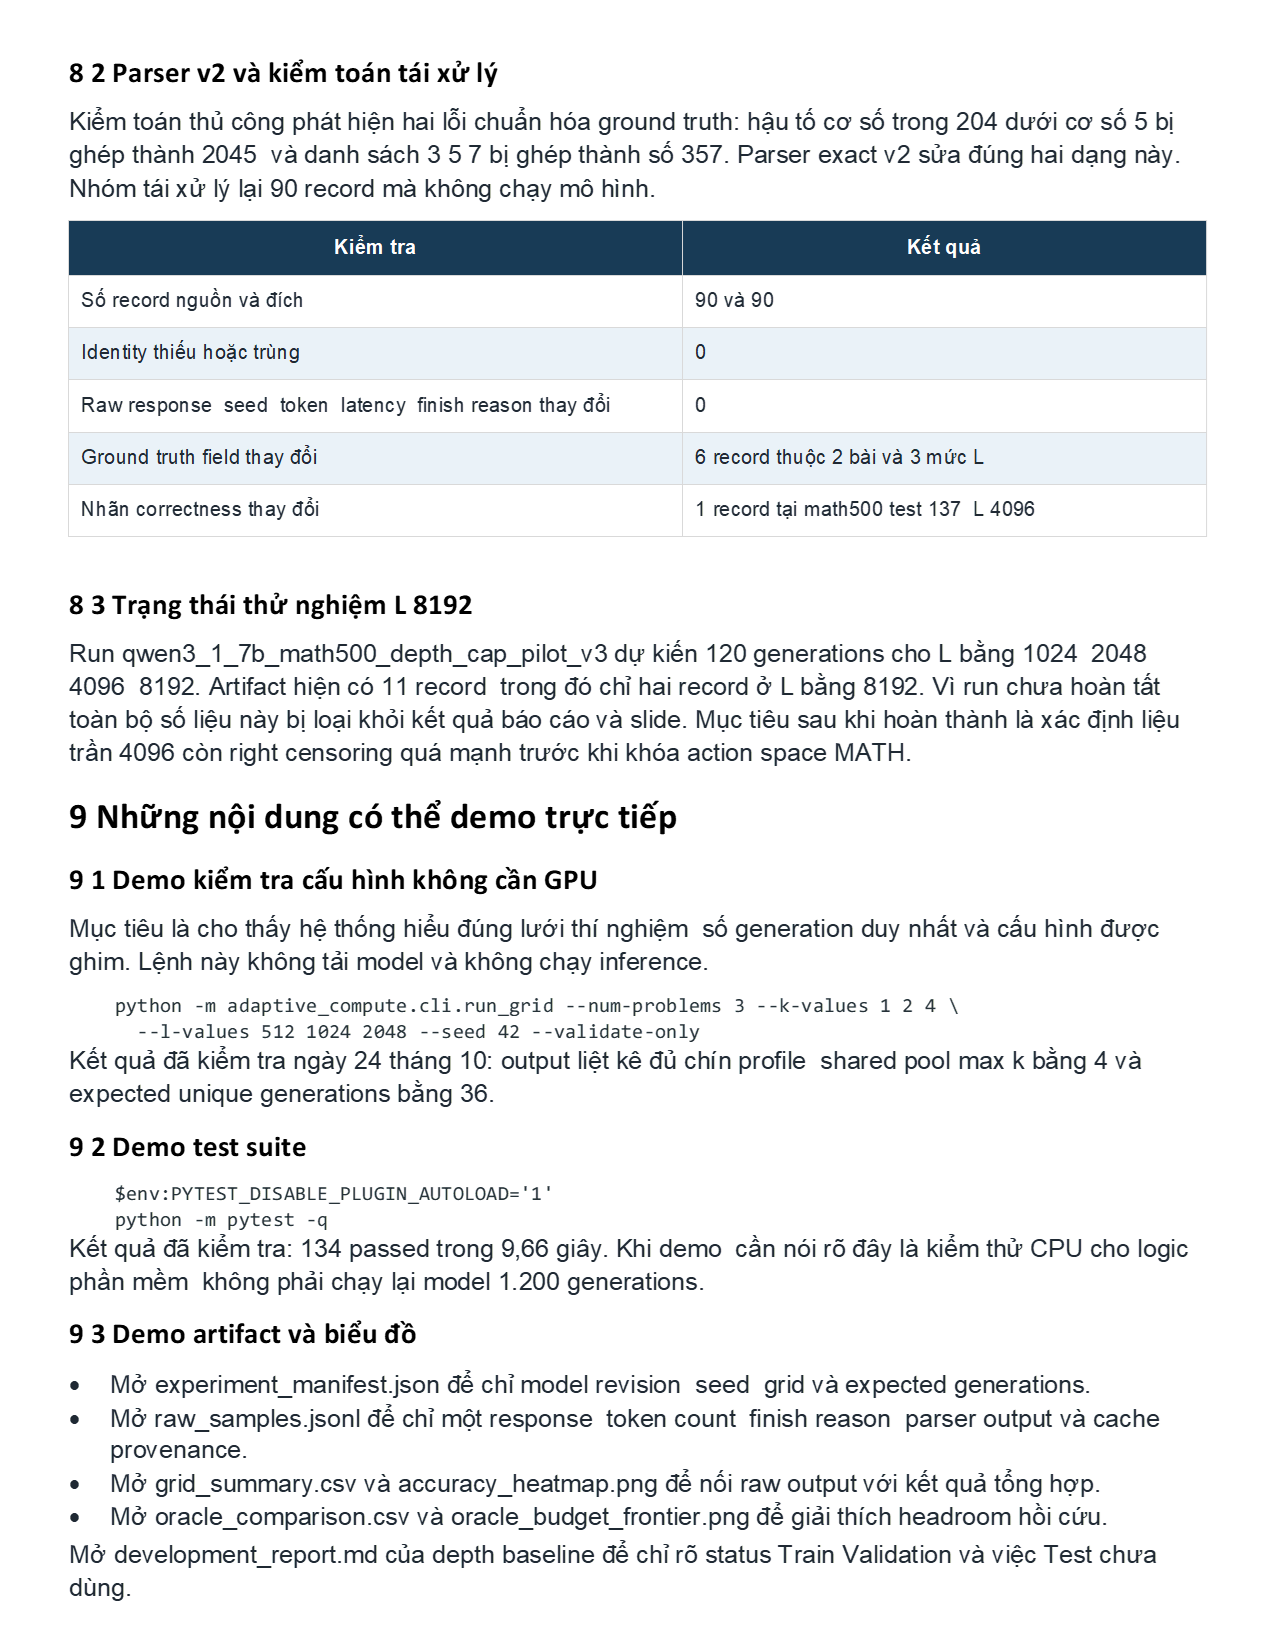 8 2 Parser v2 và kiểm toán tái xử lý
Kiểm toán thủ công phát hiện hai lỗi chuẩn hóa ground truth: hậu tố cơ số trong 204 dưới cơ số 5 bị
ghép thành 2045  và danh sách 3 5 7 bị ghép thành số 357. Parser exact v2 sửa đúng hai dạng này.
Nhóm tái xử lý lại 90 record mà không chạy mô hình.
Kiểm tra
Kết quả
Số record nguồn và đích
90 và 90
Identity thiếu hoặc trùng
0
Raw response  seed  token  latency  finish reason thay đổi
0
Ground truth field thay đổi
6 record thuộc 2 bài và 3 mức L
Nhãn correctness thay đổi
1 record tại math500 test 137  L 4096
8 3 Trạng thái thử nghiệm L 8192
Run qwen3_1_7b_math500_depth_cap_pilot_v3 dự kiến 120 generations cho L bằng 1024  2048
4096  8192. Artifact hiện có 11 record  trong đó chỉ hai record ở L bằng 8192. Vì run chưa hoàn tất
toàn bộ số liệu này bị loại khỏi kết quả báo cáo và slide. Mục tiêu sau khi hoàn thành là xác định liệu
trần 4096 còn right censoring quá mạnh trước khi khóa action space MATH.
9 Những nội dung có thể demo trực tiếp
9 1 Demo kiểm tra cấu hình không cần GPU
Mục tiêu là cho thấy hệ thống hiểu đúng lưới thí nghiệm  số generation duy nhất và cấu hình được
ghim. Lệnh này không tải model và không chạy inference.
python -m adaptive_compute.cli.run_grid --num-problems 3 --k-values 1 2 4 \
--l-values 512 1024 2048 --seed 42 --validate-only
Kết quả đã kiểm tra ngày 24 tháng 10: output liệt kê đủ chín profile  shared pool max k bằng 4 và
expected unique generations bằng 36.
9 2 Demo test suite
$env:PYTEST_DISABLE_PLUGIN_AUTOLOAD='1'
python -m pytest -q
Kết quả đã kiểm tra: 134 passed trong 9,66 giây. Khi demo  cần nói rõ đây là kiểm thử CPU cho logic
phần mềm  không phải chạy lại model 1.200 generations.
9 3 Demo artifact và biểu đồ
• Mở experiment_manifest.json để chỉ model revision  seed  grid và expected generations.
• Mở raw_samples.jsonl để chỉ một response  token count  finish reason  parser output và cache
provenance.
• Mở grid_summary.csv và accuracy_heatmap.png để nối raw output với kết quả tổng hợp.
• Mở oracle_comparison.csv và oracle_budget_frontier.png để giải thích headroom hồi cứu.
Mở development_report.md của depth baseline để chỉ rõ status Train Validation và việc Test chưa
dùng.